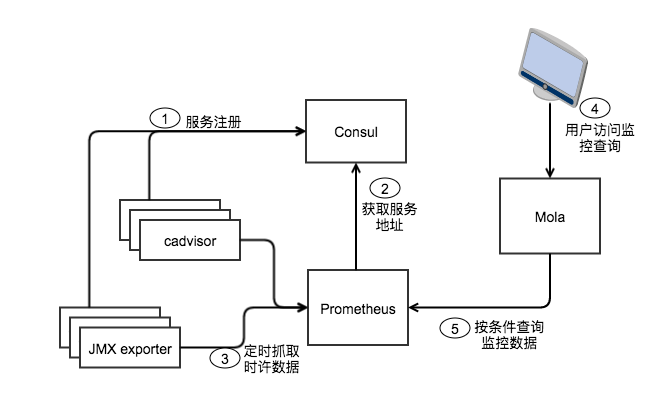 1
服务注册
Consul
4
用户访问监
控查询
2
获取服务
地址
cadvisor
Mola
Prometheus
5
按条件查询
监控数据
JMX exporter
3
定时抓取
时许数据